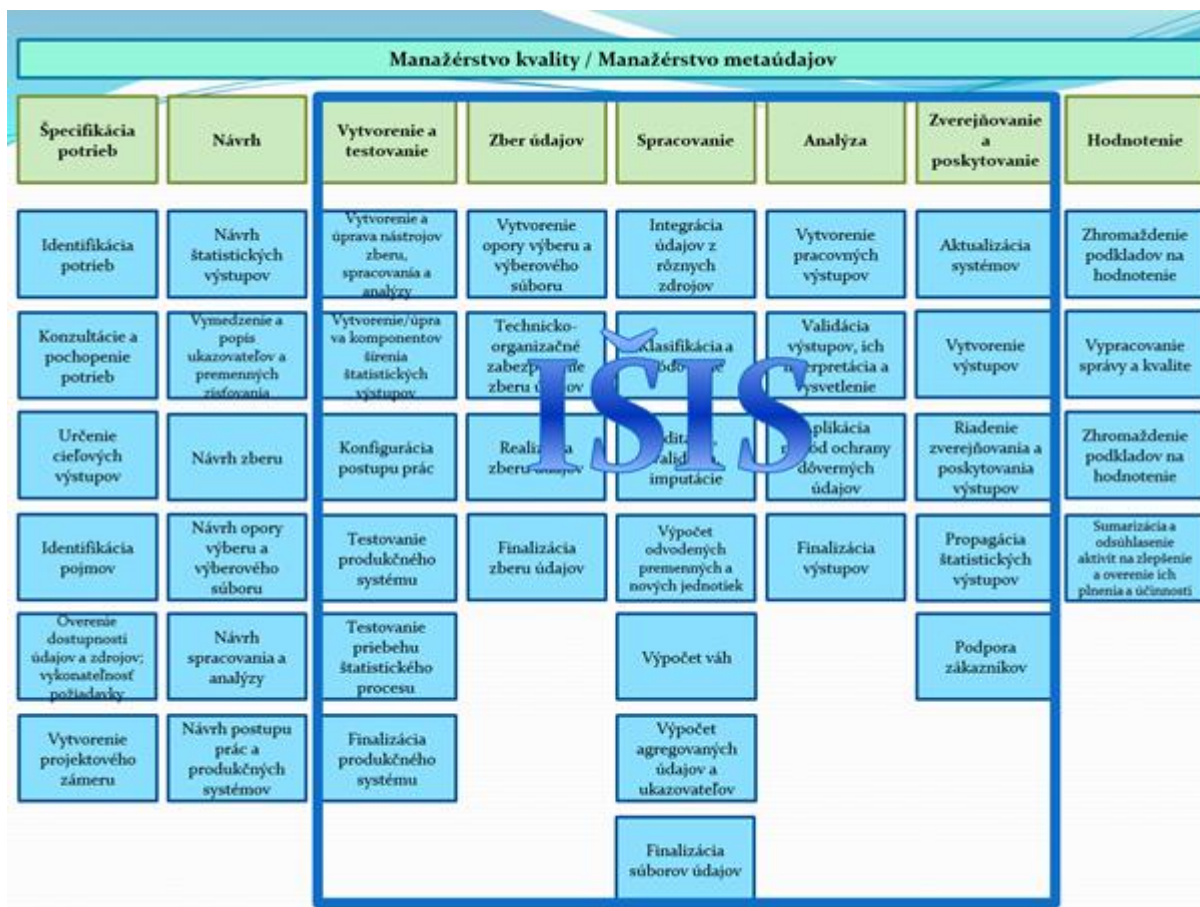 Manažérstvo kvality / Manažérstvo metaúdajov
Špecifikácia
potrieb
Identifikácia
potrieb
Konzultácie a
pochopenie
potrieb
Určenie
cieľových
výstupov
Identifikácia
pojmov
Overenie
dostupnosti
údajov a zdrojov;
vykonateľnosť
požiadavky
Vytvorenie
projektového
zámeru
Návrh
Návrh
štatistických
výstupov
Vymedzenie a
popis
ukazovateľov a
premenných
zisťovania
Návrh zberu
Návrh opory
výberu a
výberového
súboru
Návrh
spracovania a
analýzy
Návrh postupu
prác a
produkčných
systémov
Vytvorenie a
testovanie
Vytvorenie a
úprava nástrojov
zberu,
spracovania a
analýzy
Vytvorenie/úpra
va komponentov
šírenia
štatistických
výstupov
Konfigurácia
postupu prác
Testovanie
produkčného
systému
Testovanie
priebehu
štatistického
procesu
Finalizácia
produkčného
systému
Zber údajov
Vytvorenie
opory výberu a
výberového
súboru
Technicko-
organizačné
zberu údajov
zberu údajov
Finalizácia
zberu údajov
IŠIS
Spracovanie
Integrácia
údajov z
rôznych
zdrojov
Klasifikácia a
imputácie
Výpočet
odvodených
premenných a
nových jednotiek
Výpočet váh
Výpočet
agregovaných
údajov a
ukazovateľov
Finalizácia
súborov údajov
Analýza
Vytvorenie
pracovných
výstupov
Validácia
výstupov, ich
interpretácia a
vysvetlenie
Aplikácia
ochrany
dôverných
údajov
Finalizácia
výstupov
Zverejňovanie
a
poskytovanie
Aktualizácia
systémov
Vytvorenie
výstupov
Riadenie
zverejňovania a
poskytovania
výstupov
Propagácia
štatistických
výstupov
Podpora
zákazníkov
Hodnotenie
Zhromaždenie
podkladov na
hodnotenie
Vypracovanie
správy a kvalite
Zhromaždenie
podkladov na
hodnotenie
Sumarizácia a
odsúhlasenie
aktivít na zlepšenie
a overenie ich
plnenia a účinnosti